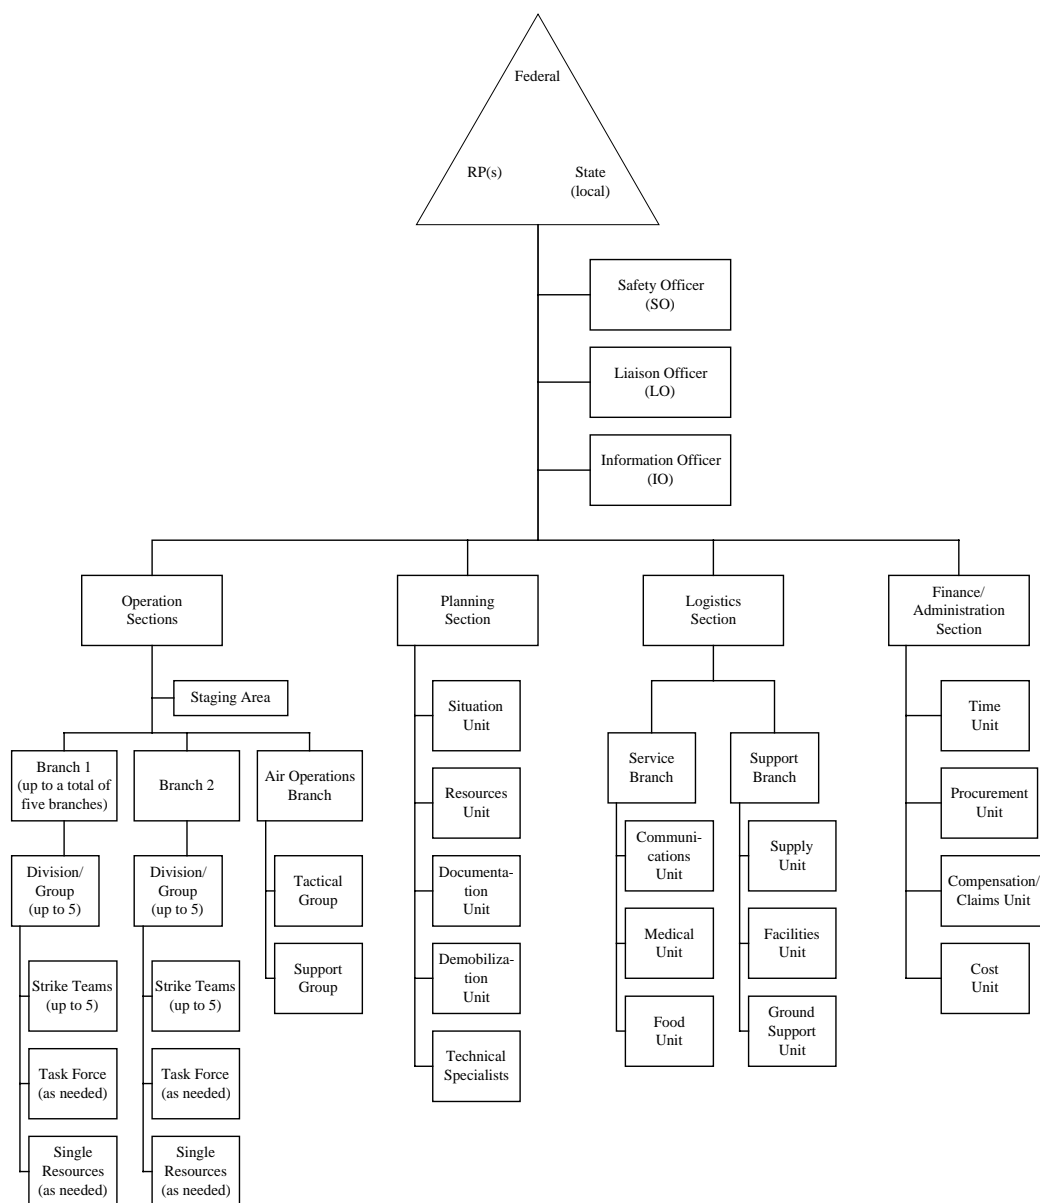 Federal
RP(s)
State
(local)
Safety Officer
(SO)
Liaison Officer
(LO)
Information Officer
(IO)
Operation
Sections
Planning
Section
Logistics
Section
Finance/
Administration
Section
Staging Area
Branch 1
(up to a total of
five branches)
Branch 2
Air Operations
Branch
Division/
Group
(up to 5)
Division/
Group
(up to 5)
Tactical
Group
Support
Group
Strike Teams
(up to 5)
Strike Teams
(up to 5)
Task Force
(as needed)
Task Force
(as needed)
Single
Resources
(as needed)
Single
Resources
(as needed)
Situation
Unit
Resources
Unit
Documenta-
tion
Unit
Demobiliza-
tion
Unit
Technical
Specialists
Service
Branch
Support
Branch
Communi-
cations
Unit
Medical
Unit
Food
Unit
Supply
Unit
Facilities
Unit
Ground
Support
Unit
Time
Unit
Procurement
Unit
Compensation/
Claims Unit
Cost
Unit